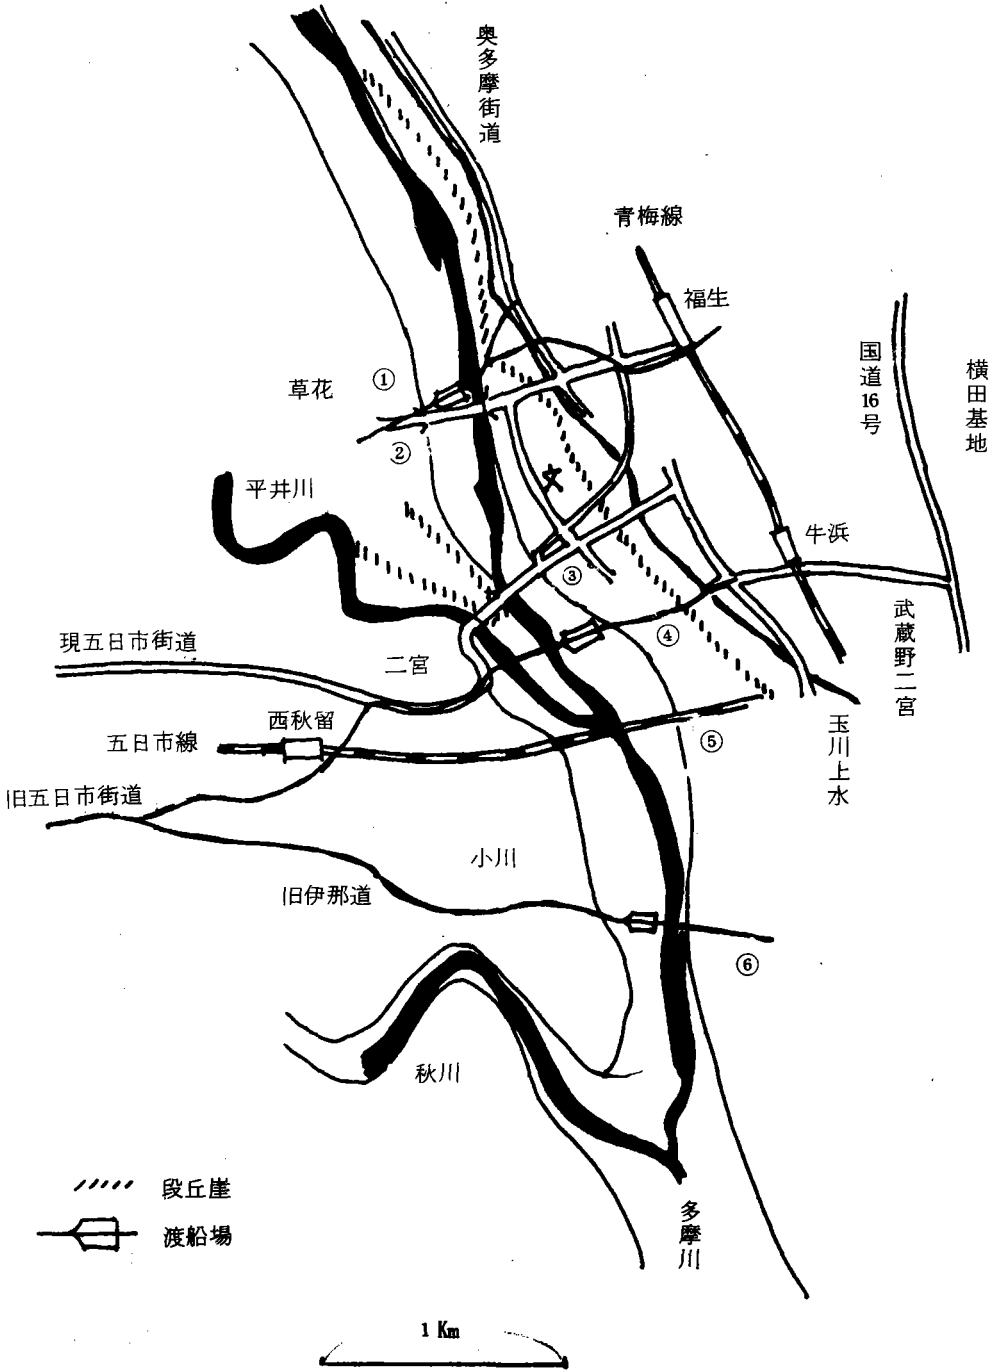 奥多摩街道
青梅線
福生
国道16号
横田基地
草花
①
②
平井川
牛浜
③
武蔵野二宮
④
現五日市街道
二宮
西秋留
五日市線
⑤
玉川上水
旧五日市街道
小川
旧伊那道
⑥
秋川
段丘崖
多摩川
渡船場
1 Km